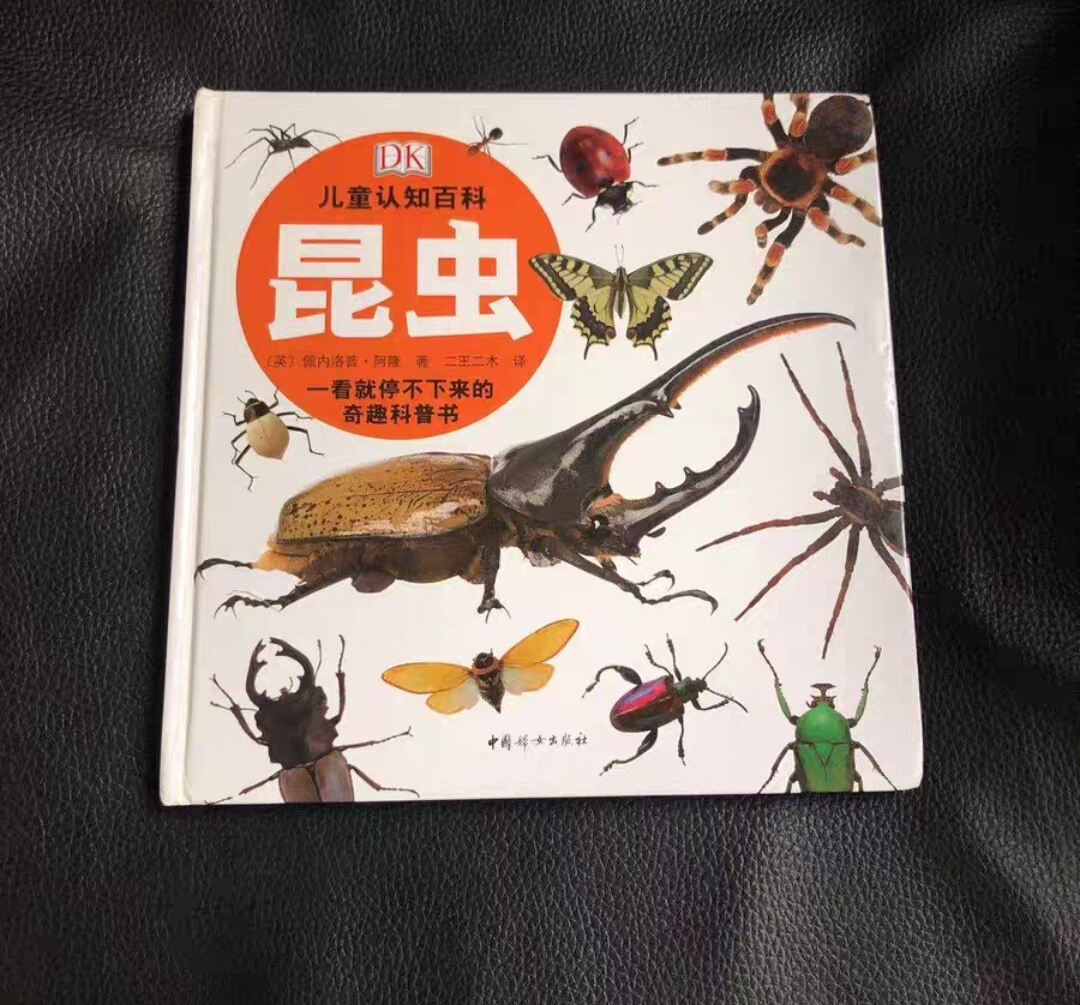 DK
儿童认知百科
昆虫
〔英〕佩内洛普·阿隆 著 二王二木 译
一看就停不下来的
奇趣科普书
中国妇女出版社